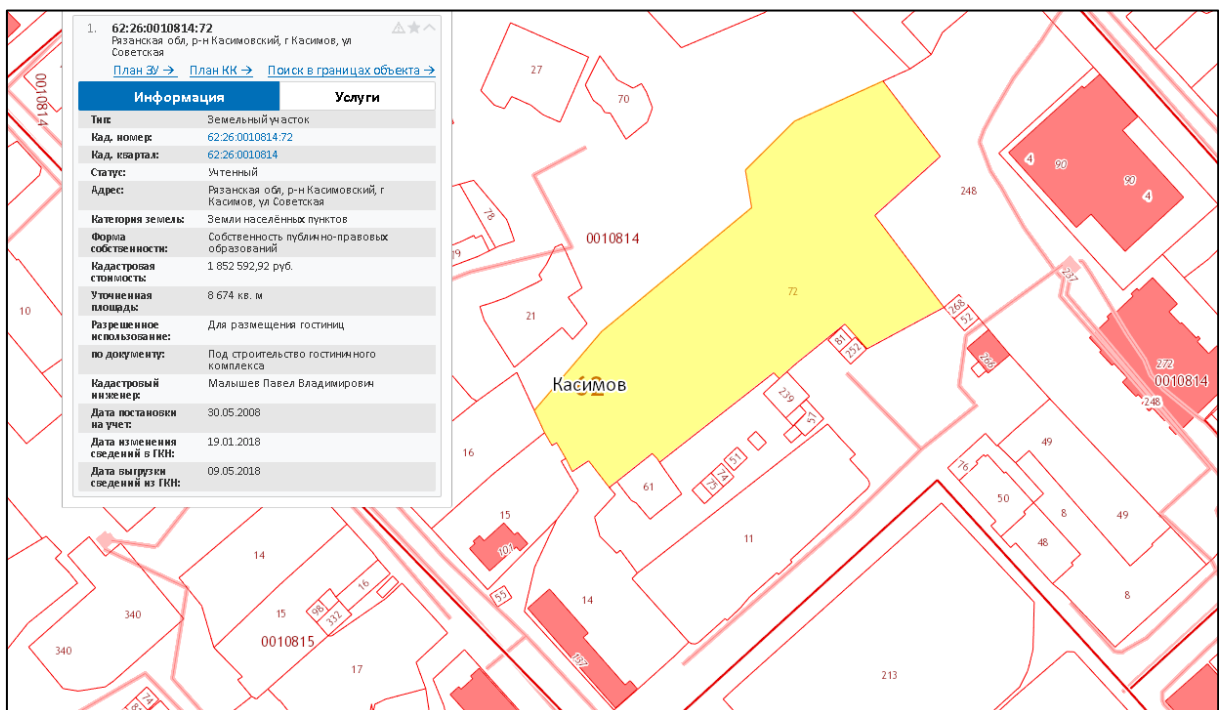 1. 62:26:0010814:72
Рязанская обл, р-н Касимовский, г Касимов, ул
Советская
План ЗУ → План КК → Поиск в границах объекта →
Информация Услуги
Тип: Земельный участок
Кад. номер: 62:26:0010814:72
Кад. квартал: 62:26:0010814
Статус: Учтенный
Адрес: Рязанская обл, р-н Касимовский, г
Касимов, ул Советская
Категория земель: Земли населённых пунктов
Форма собственности: Собственность публично-правовых
образований
Кадастровая стоимость: 1 852 592,92 руб.
Уточненная площадь: 8 674 кв. м
Разрешенное использование: Для размещения гостиниц
по документу: Под строительство гостиничного
комплекса
Кадастровый инженер: Малышев Павел Владимирович
Дата постановки на учет: 30.05.2008
Дата изменения сведений в ГКН: 19.01.2018
Дата выгрузки сведений из ГКН: 09.05.2018
0010814
27
70
78
79
0010814
248
4
90
90
4
237
10
21
72
268
52
81
252
266
272
0010814
248
Касимов
62
239
57
16
51
74
75
61
49
76
50
8
49
48
8
15
101
11
14
55
14
16
98
332
15
340
0010815
340
17
137
213
74